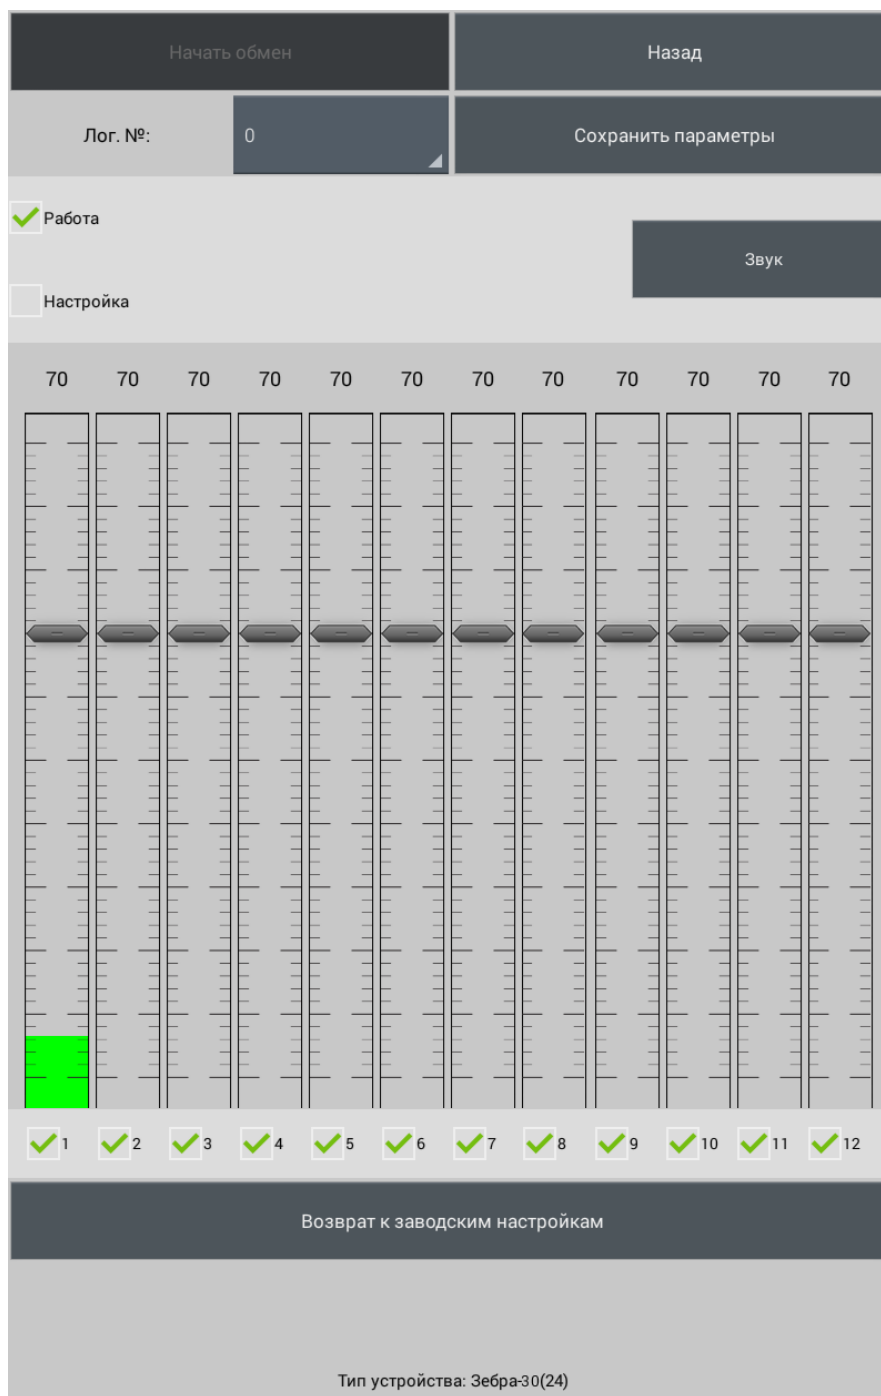 Начать обмен
Назад
Лог. №:
0
Сохранить параметры
Работа
Звук
Настройка
70 70 70 70 70 70 70 70 70 70 70 70
1 2 3 4 5 6 7 8 9 10 11 12
Возврат к заводским настройкам
Тип устройства: Зебра-30(24)